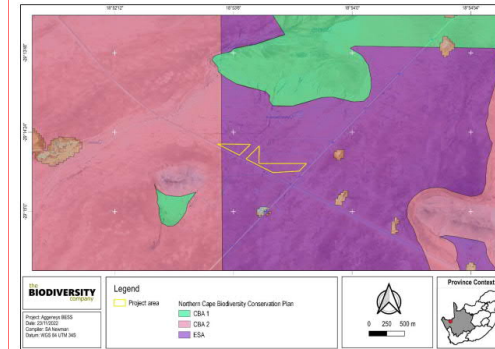 Legend
Project area
Northern Cape Biodiversity Conservation Plan
CBA 1
CBA 2
ESA
the
BIODIVERSITY
company
Project: Aggeneys BESS
Date: 23/11/2022
Compiler: SA Newman
Datum: WGS 84 UTM 34S
0 250 500 m
Province Context